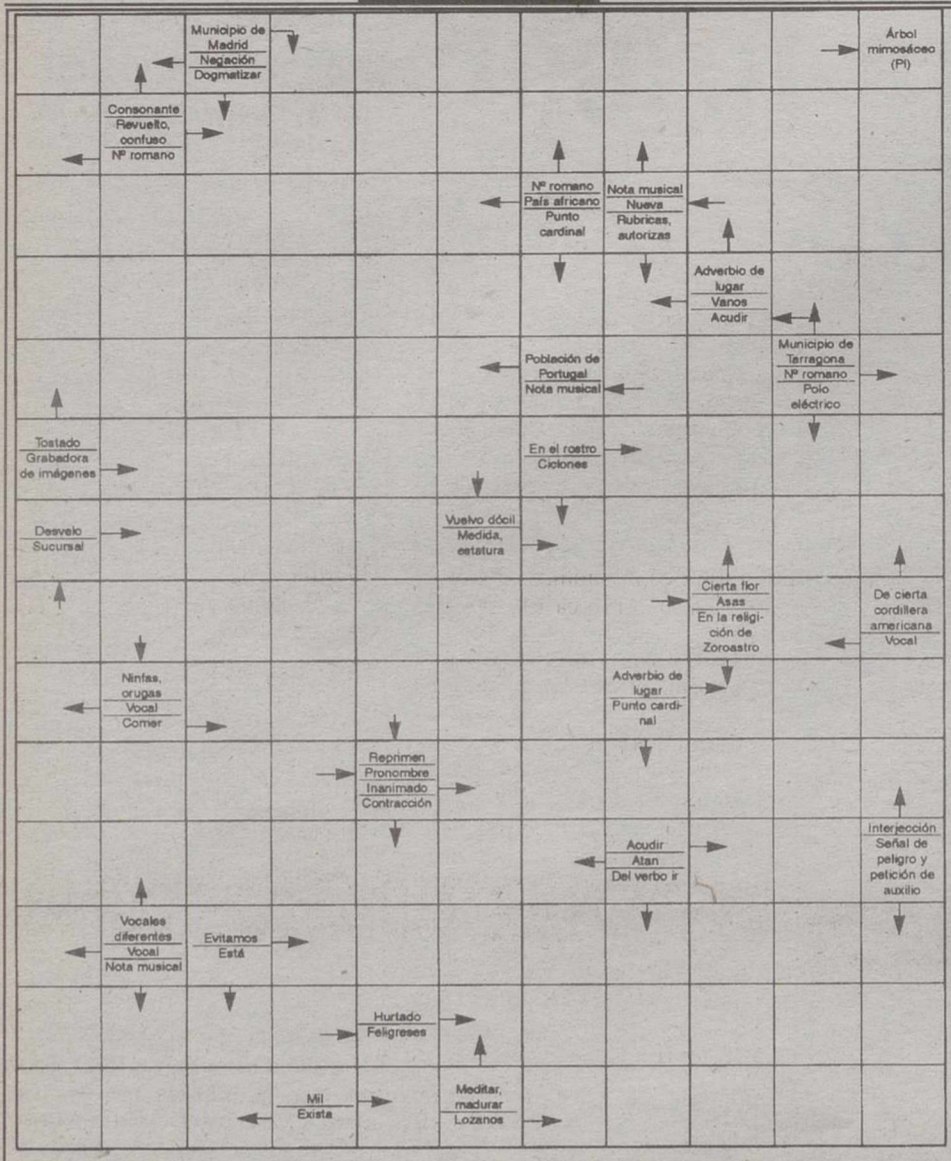 Municipio de
Madrid
Negación
Dogmatizar
Árbol
mimosáceo
(Pl)
Consonante
Revuelto,
confuso
Nº romano
Nº romano
País africano
Punto
cardinal
Nota musical
Nueva
Rubricas,
autorizas
Adverbio de
lugar
Vanos
Acudir
Población de
Portugal
Nota musical
Municipio de
Tarragona
Nº romano
Polo
eléctrico
Tostado
Grabadora
de imágenes
En el rostro
Ciclones
Desvelo
Sucursal
Vuelvo dócil
Medida,
estatura
Cierta flor
Asas
En la religi-
ción de
Zoroastro
De cierta
cordillera
americana
Vocal
Ninfas,
orugas
Vocal
Comer
Adverbio de
lugar
Punto cardi-
nal
Reprimen
Pronombre
Inanimado
Contracción
Acudir
Atan
Del verbo ir
Interjección
Señal de
peligro y
petición de
auxilio
Vocales
diferentes
Vocal
Nota musical
Evitamos
Está
Hurtado
Feligreses
Mil
Exista
Meditar,
madurar
Lozanos